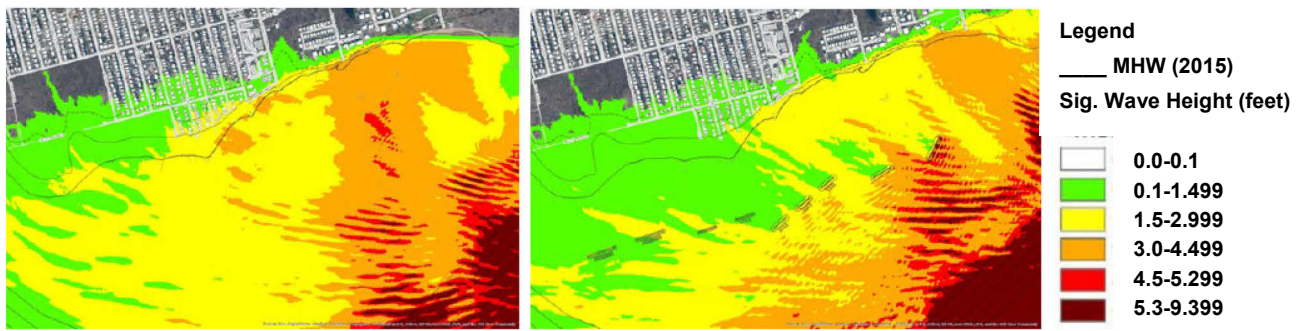 Legend
____ MHW (2015)
Sig. Wave Height (feet)
0.0-0.1
0.1-1.499
1.5-2.999
3.0-4.499
4.5-5.299
5.3-9.399